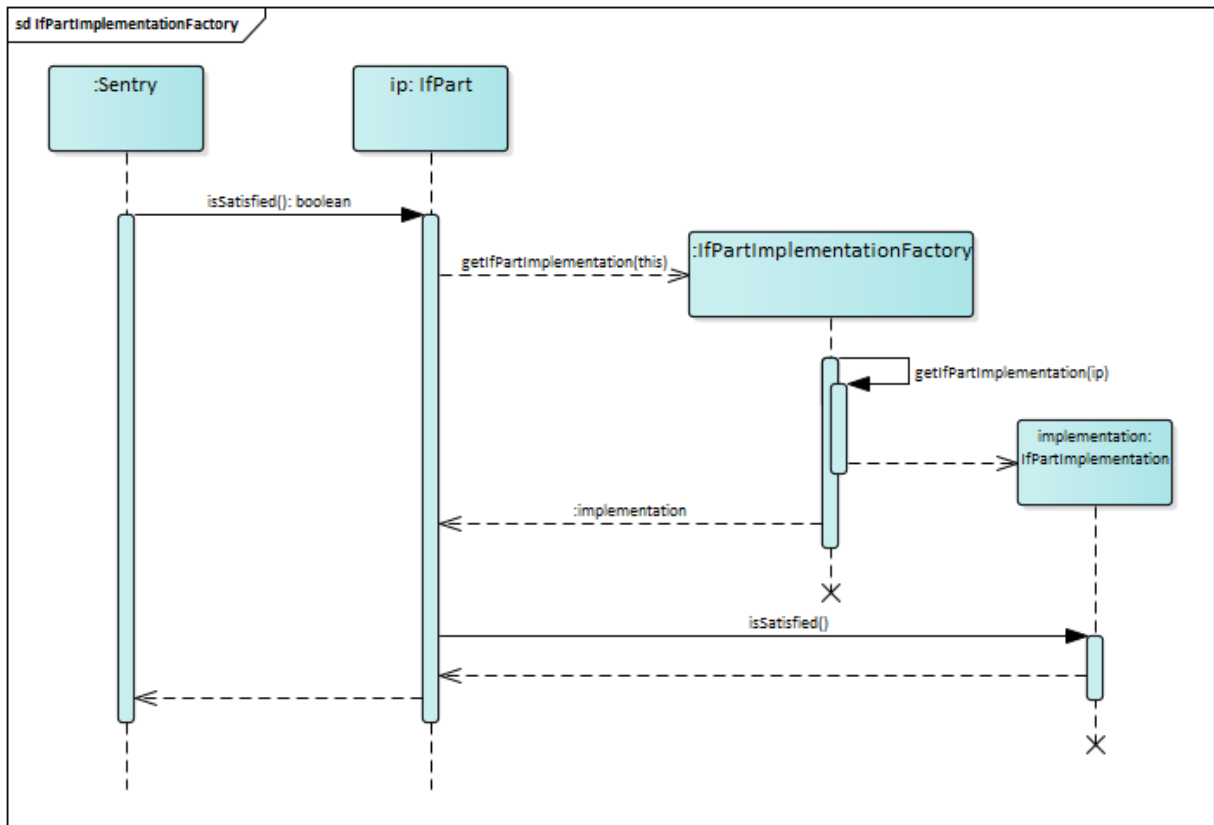 sd IfPartImplementationFactory
:Sentry
ip: IfPart
isSatisfied(): boolean
:IfPartImplementationFactory
getIfPartImplementation(this)
getIfPartImplementation(ip)
implementation:
IfPartImplementation
:implementation
isSatisfied()